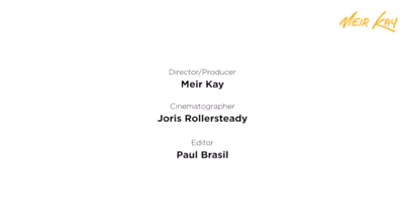 MEIR KAY
Director/Producer
Meir Kay
Cinematographer
Joris Rollersteady
Editor
Paul Brasil